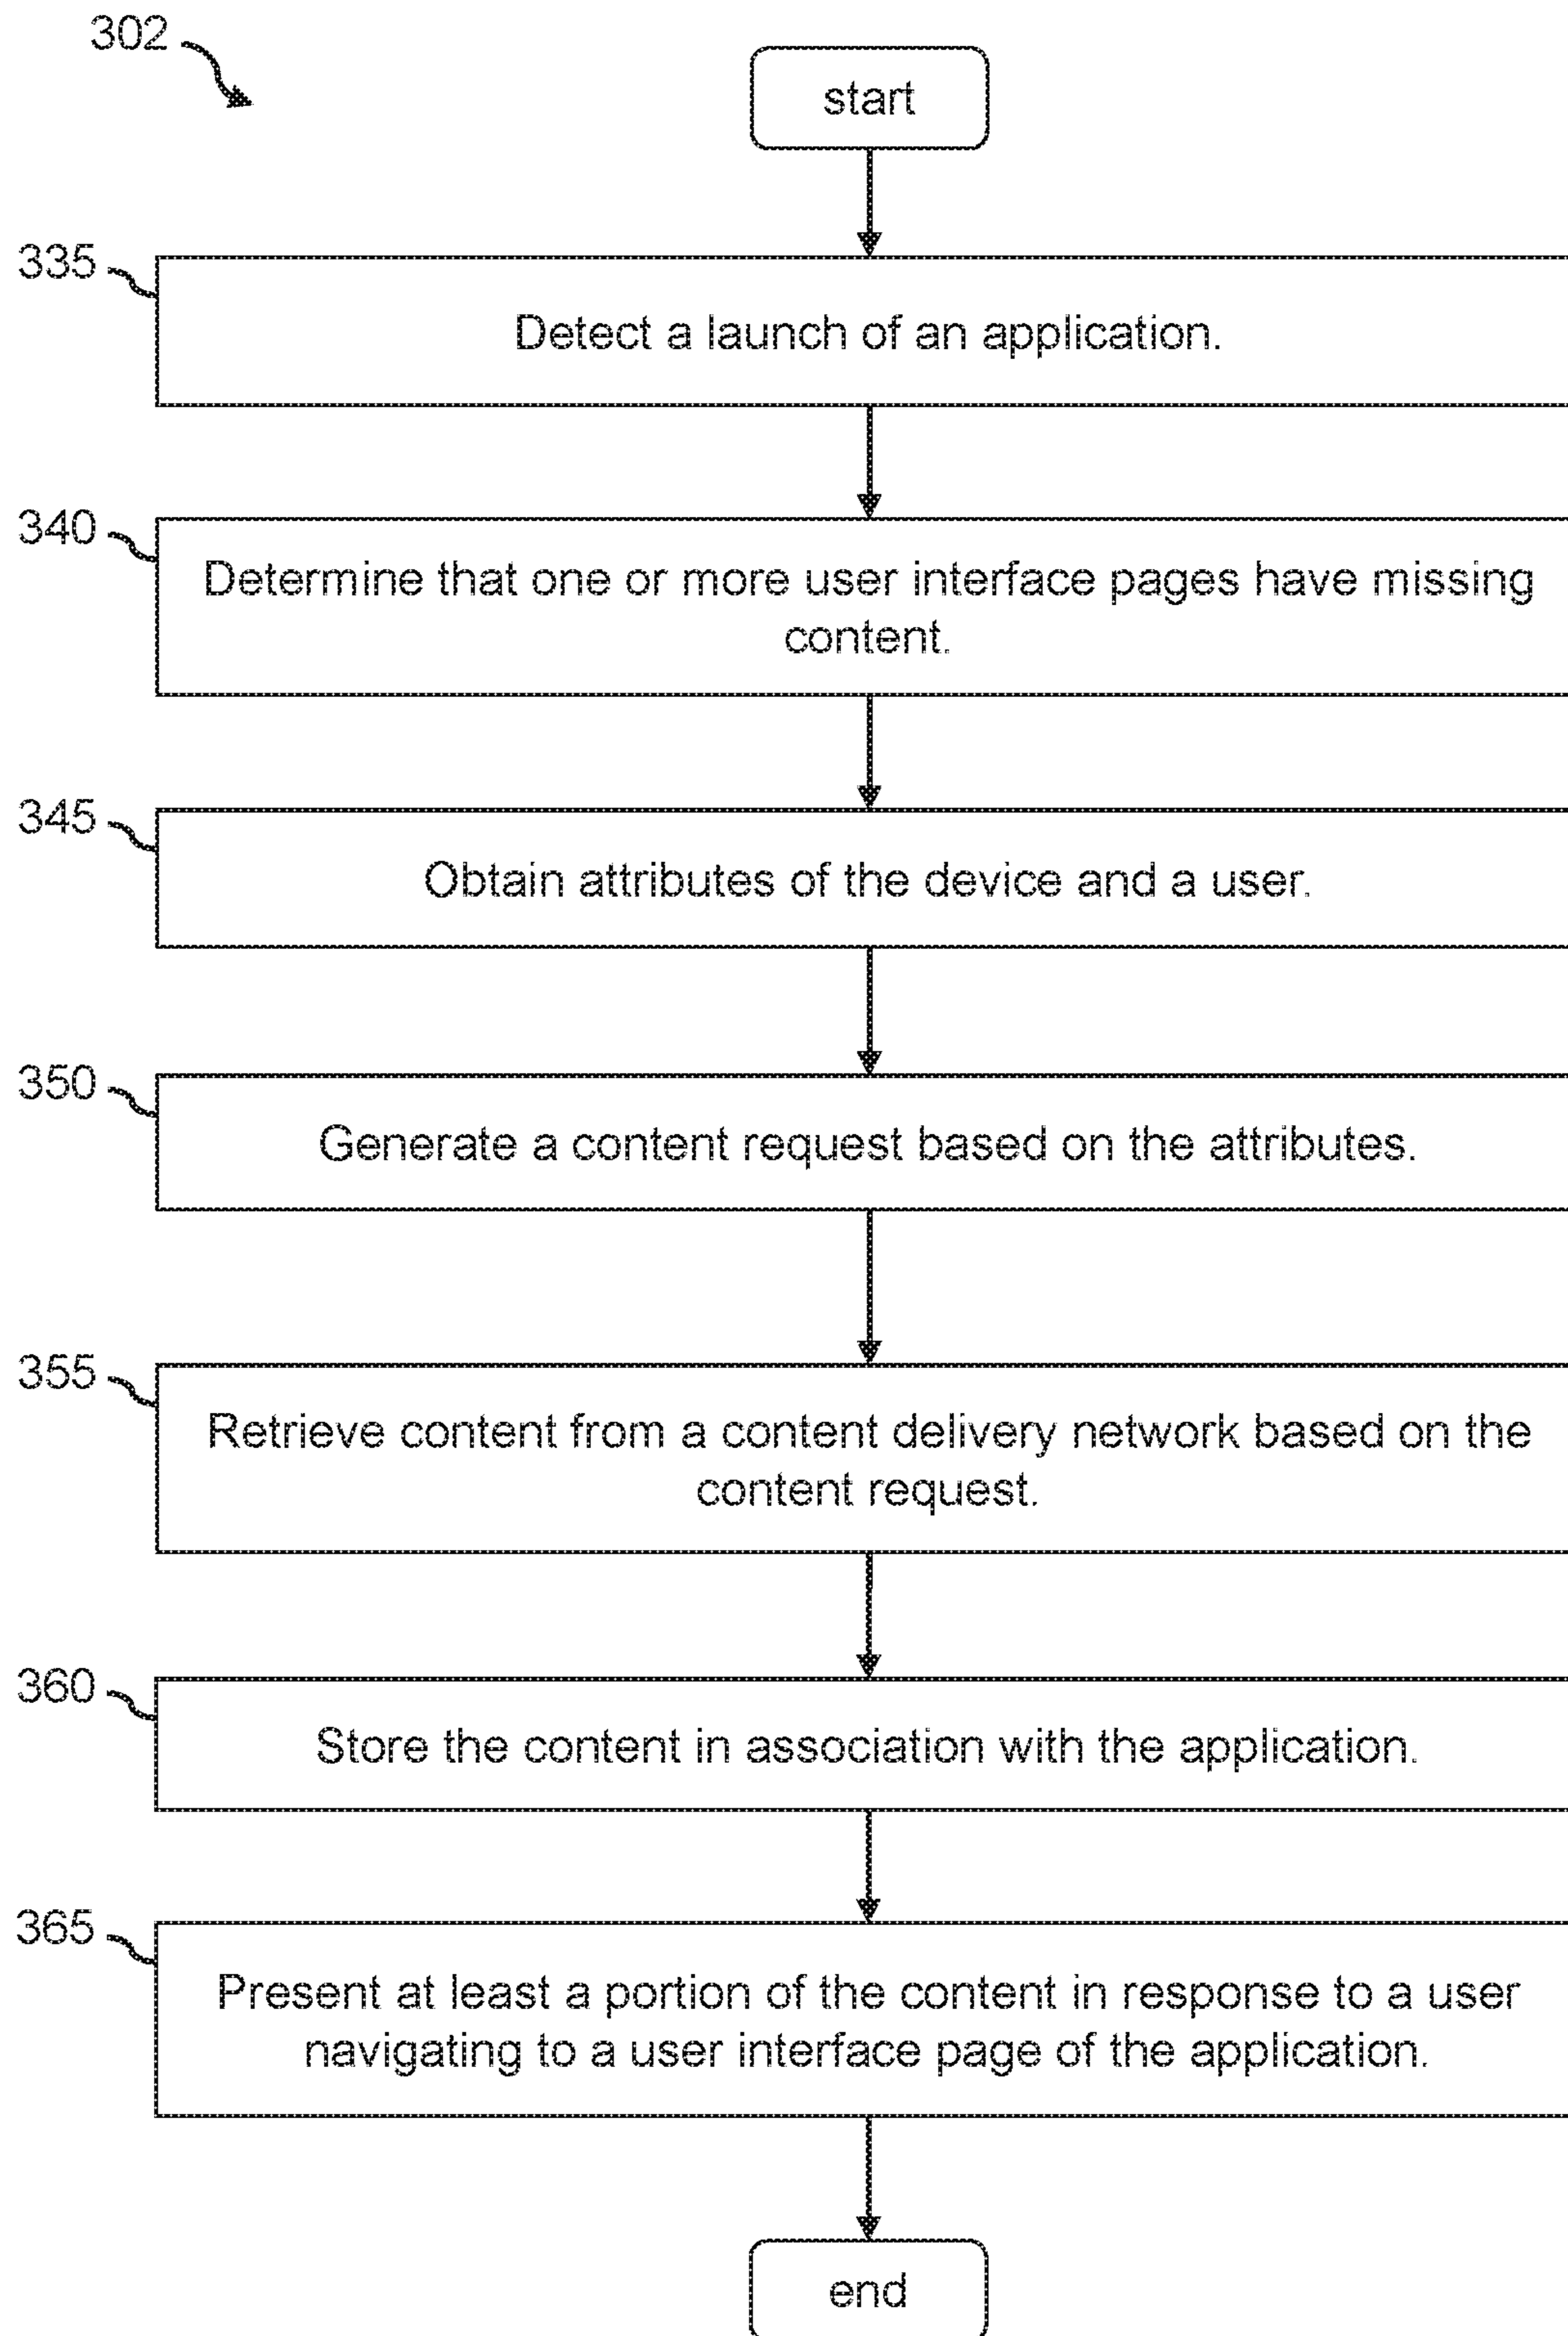 302
start
335
Detect a launch of an application.
340
Determine that one or more user interface pages have missing
content.
345
Obtain attributes of the device and a user.
350
Generate a content request based on the attributes.
355
Retrieve content from a content delivery network based on the
content request.
360
Store the content in association with the application.
365
Present at least a portion of the content in response to a user
navigating to a user interface page of the application.
end